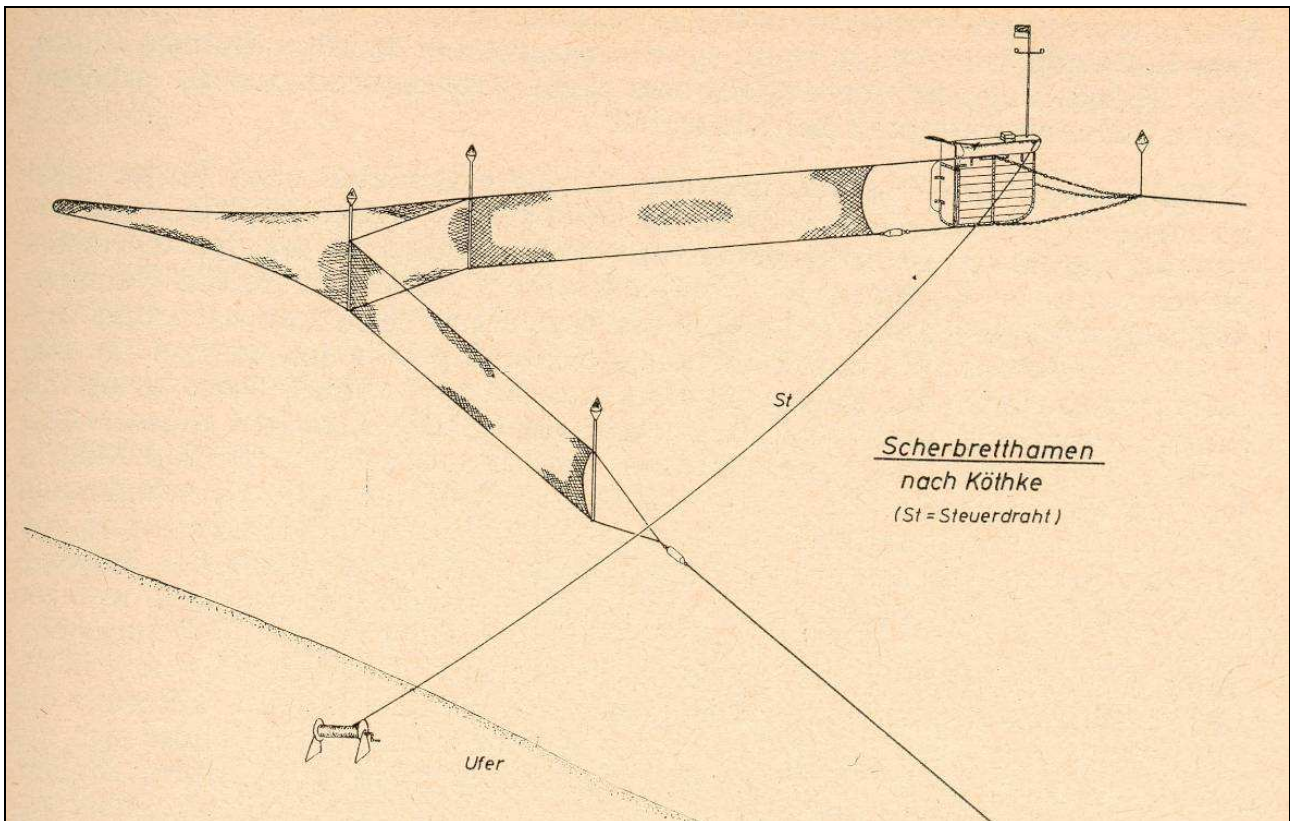 St
Scherbretthamen
nach Köthke
(St = Steuerdraht)
Ufer